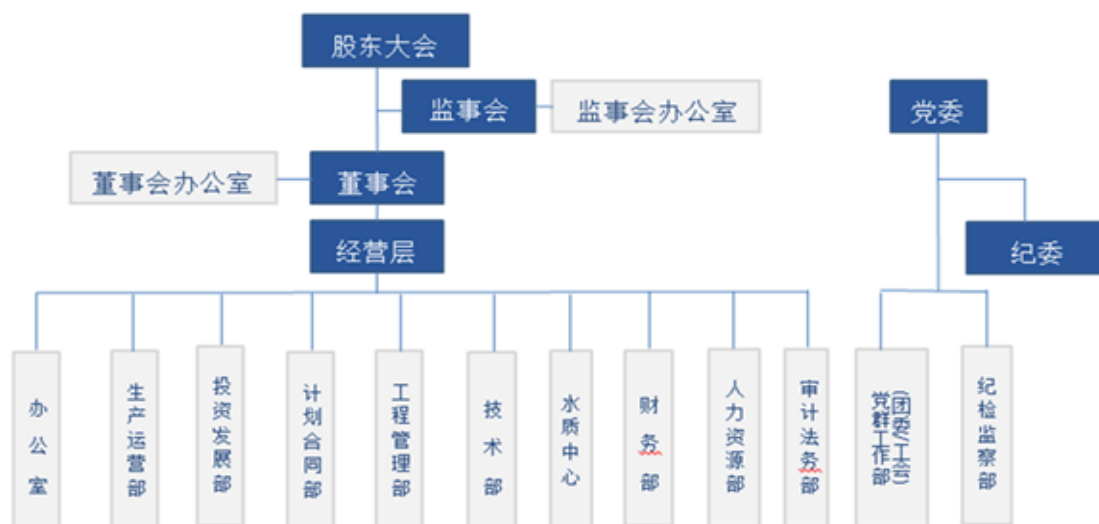 股东大会
监事会
监事会办公室
党委
董事会办公室
董事会
纪委
经营层
办公室
生产运营部
投资发展部
计划合同部
工程管理部
技术部
水质中心
财务部
人力资源部
审计法务部
党群工作部
(团委/工会)
纪检监察部